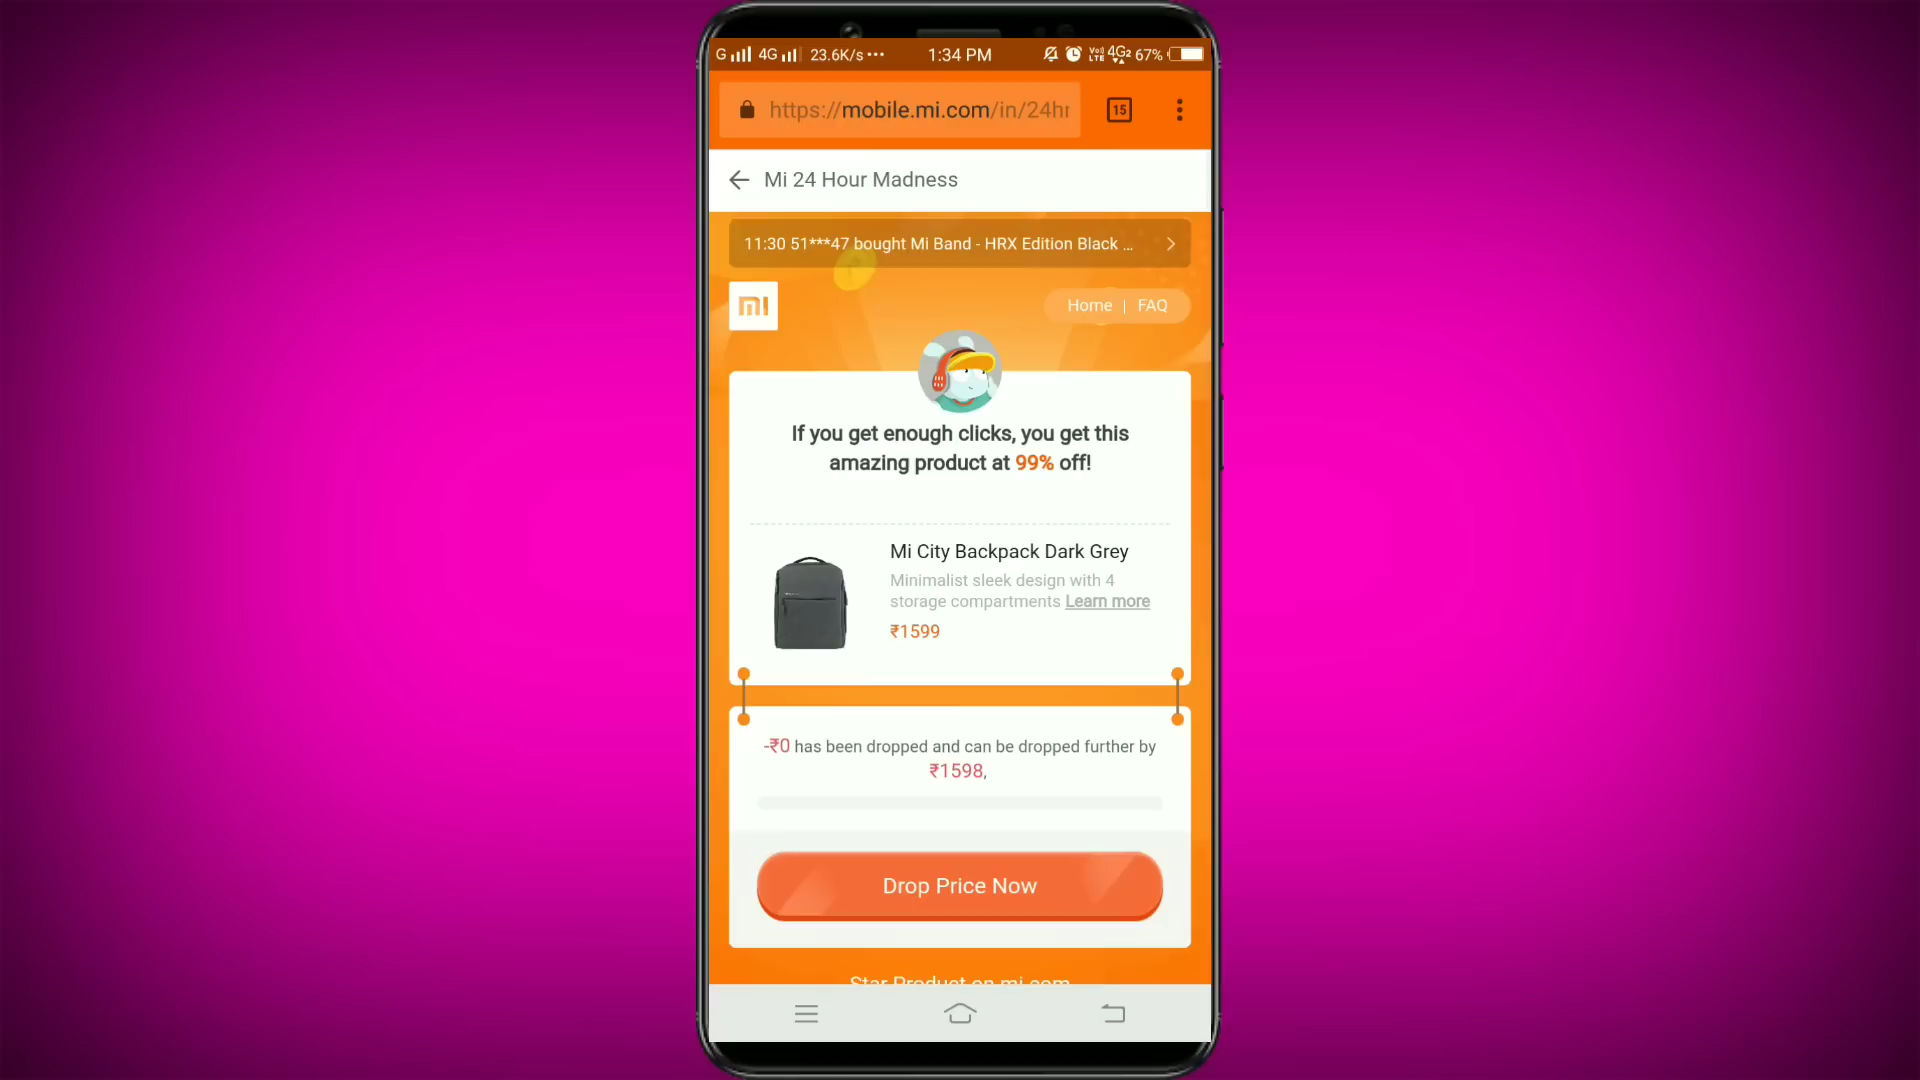 G 4G 23.6K/s ••• 1:34 PM Vo) LTE 4G2 67%
https://mobile.mi.com/in/24hr 15
Mi 24 Hour Madness
11:30 51***47 bought Mi Band - HRX Edition Black ...
mi
Home | FAQ
If you get enough clicks, you get this
amazing product at 99% off!
Mi City Backpack Dark Grey
Minimalist sleek design with 4
storage compartments Learn more
₹1599
-₹0 has been dropped and can be dropped further by
₹1598,
Drop Price Now
Star Product on mi.com